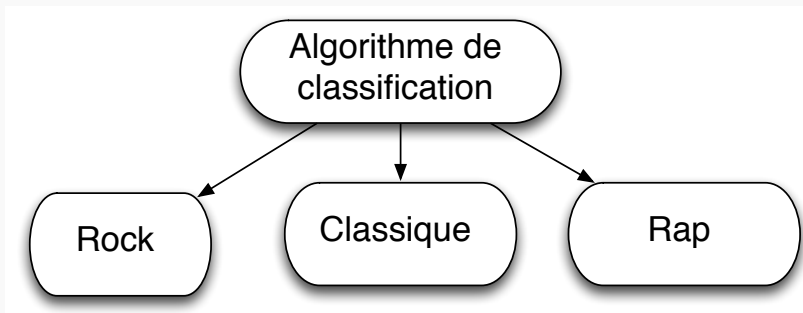 Algorithme de
classification
Rock
Classique
Rap